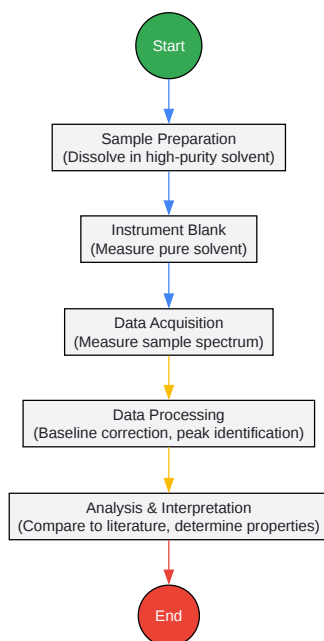 Start
Sample Preparation
(Dissolve in high-purity solvent)
Instrument Blank
(Measure pure solvent)
Data Acquisition
(Measure sample spectrum)
Data Processing
(Baseline correction, peak identification)
Analysis & Interpretation
(Compare to literature, determine properties)
End